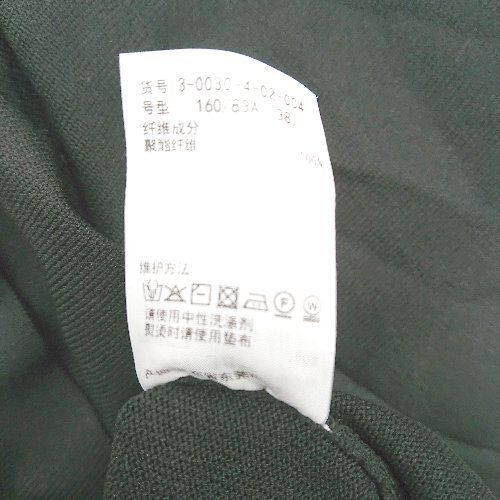 货号 3-0030-4-02-004
号型 160/83A (38)
纤维成分
聚酯纤维
100%
维护方法
请使用中性洗涤剂
熨烫时请使用垫布